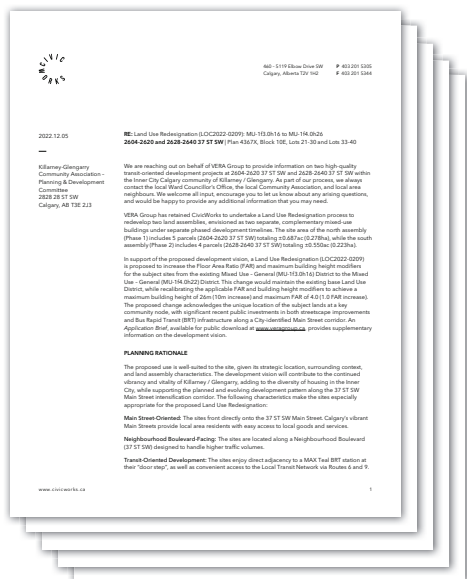 CIVIC WORKS
460 - 5119 Elbow Drive SW P 403 201 5305
Calgary, Alberta T2V 1H2 F 403 201 5344
2022.12.05
RE: Land Use Redesignation (LOC2022-0209): MU-1f3.0h16 to MU-1f4.0h26
2604-2620 and 2628-2640 37 ST SW | Plan 4367X, Block 10E, Lots 21-30 and Lots 33-40
Killarney-Glengarry
Community Association -
Planning & Development
Committee
2828 28 ST SW
Calgary, AB T3E 2J3
We are reaching out on behalf of VERA Group to provide information on two high-quality
transit-oriented development projects at 2604-2620 37 ST SW and 2628-2640 37 ST SW within
the Inner City Calgary community of Killarney / Glengarry. As part of our process, we always
contact the local Ward Councillor's Office, the local Community Association, and local area
neighbours. We welcome all input, encourage you to let us know about any arising questions,
and would be happy to provide any additional information that you may need.
VERA Group has retained CivicWorks to undertake a Land Use Redesignation process to
redevelop two land assemblies, envisioned as two separate, complementary mixed-use
buildings under separate phased development timelines. The site area of the north assembly
(Phase 1) includes 5 parcels (2604-2620 37 ST SW) totaling ±0.687ac (0.278ha), while the south
assembly (Phase 2) includes 4 parcels (2628-2640 37 ST SW) totaling ±0.550ac (0.223ha).
In support of the proposed development vision, a Land Use Redesignation (LOC2022-0209)
is proposed to increase the Floor Area Ratio (FAR) and maximum building height modifiers
for the subject sites from the existing Mixed Use - General (MU-1f3.0h16) District to the Mixed
Use - General (MU-1f4.0h22) District. This change would maintain the existing base Land Use
District, while recalibrating the applicable FAR and building height modifiers to achieve a
maximum building height of 26m (10m increase) and maximum FAR of 4.0 (1.0 FAR increase).
The proposed change acknowledges the unique location of the subject lands at a key
community node, with significant recent public investments in both streetscape improvements
and Bus Rapid Transit (BRT) infrastructure along a City-identified Main Street corridor. An
Application Brief, available for public download at www.veragroup.ca, provides supplementary
information on the development vision.
PLANNING RATIONALE
The proposed use is well-suited to the site, given its strategic location, surrounding context,
and land assembly characteristics. The development vision will contribute to the continued
vibrancy and vitality of Killarney / Glengarry, adding to the diversity of housing in the Inner
City, while supporting the planned and evolving development pattern along the 37 ST SW
Main Street intensification corridor. The following characteristics make the sites especially
appropriate for the proposed Land Use Redesignation:
Main Street-Oriented: The sites front directly onto the 37 ST SW Main Street. Calgary's vibrant
Main Streets provide local area residents with easy access to local goods and services.
Neighbourhood Boulevard-Facing: The sites are located along a Neighbourhood Boulevard
(37 ST SW) designed to handle higher traffic volumes.
Transit-Oriented Development: The sites enjoy direct adjacency to a MAX Teal BRT station at
their "door step", as well as convenient access to the Local Transit Network via Routes 6 and 9.
www.civicworks.ca 1